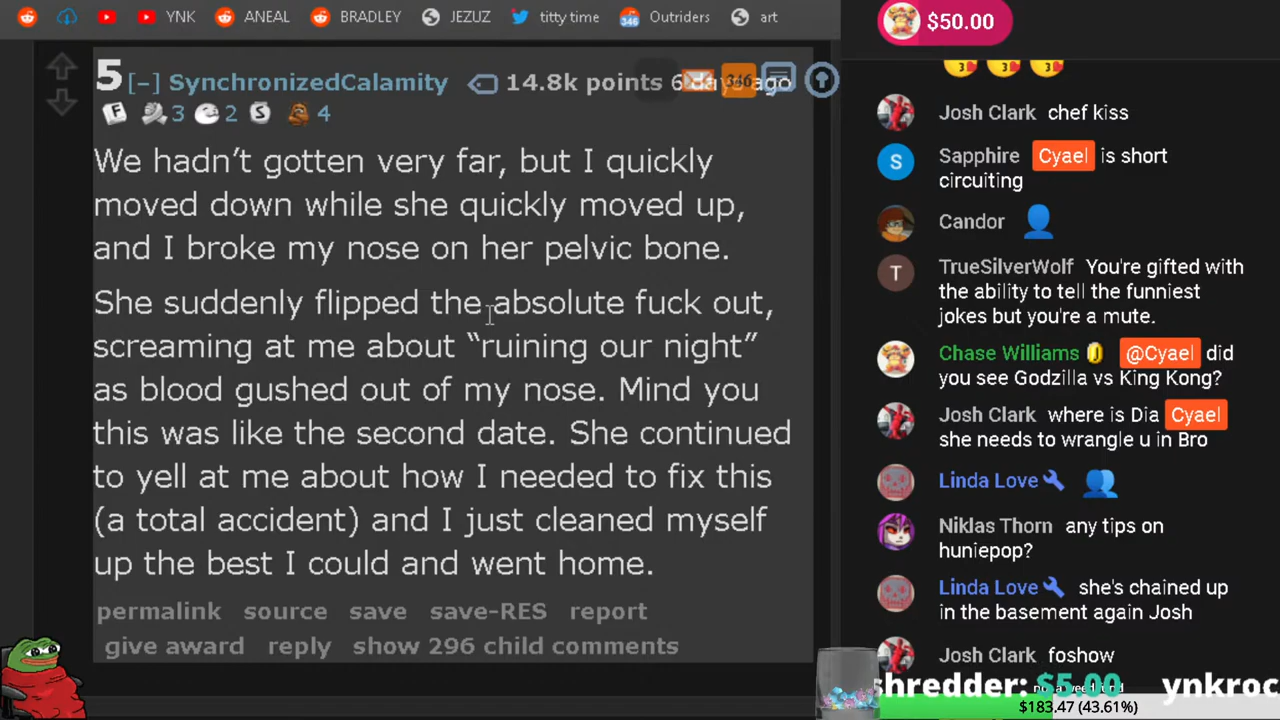 YNK
ANEAL
BRADLEY
JEZUZ
titty time
346
Outriders
art
$50.00
5 [–] SynchronizedCalamity 14.8k points 6 days ago
346
F 3 2 S 4
We hadn’t gotten very far, but I quickly
moved down while she quickly moved up,
and I broke my nose on her pelvic bone.
She suddenly flipped the absolute fuck out,
screaming at me about “ruining our night”
as blood gushed out of my nose. Mind you
this was like the second date. She continued
to yell at me about how I needed to fix this
(a total accident) and I just cleaned myself
up the best I could and went home.
permalink source save save-RES report
give award reply show 296 child comments
Josh Clark chef kiss
S
Sapphire Cyael is short
circuiting
Candor
T
TrueSilverWolf You're gifted with
the ability to tell the funniest
jokes but you're a mute.
Chase Williams @Cyael did
you see Godzilla vs King Kong?
Josh Clark where is Dia Cyael
she needs to wrangle u in Bro
Linda Love
Niklas Thorn any tips on
huniepop?
Linda Love she's chained up
in the basement again Josh
Josh Clark foshow
shredder: $5.00 ynkroc
$183.47 (43.61%)